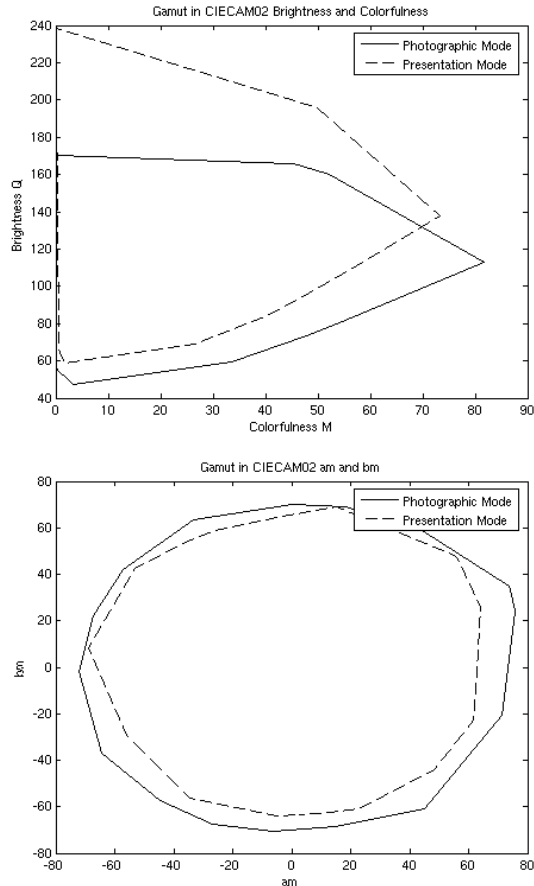 Gamut in CIECAM02 Brightness and Colorfulness
240
220
200
180
160
140
120
100
80
60
40
Brightness Q
Photographic Mode
Presentation Mode
0 10 20 30 40 50 60 70 80 90
Colorfulness M
Gamut in CIECAM02 am and bm
80
60
40
20
0
-20
-40
-60
-80
bm
Photographic Mode
Presentation Mode
-80 -60 -40 -20 0 20 40 60 80
am